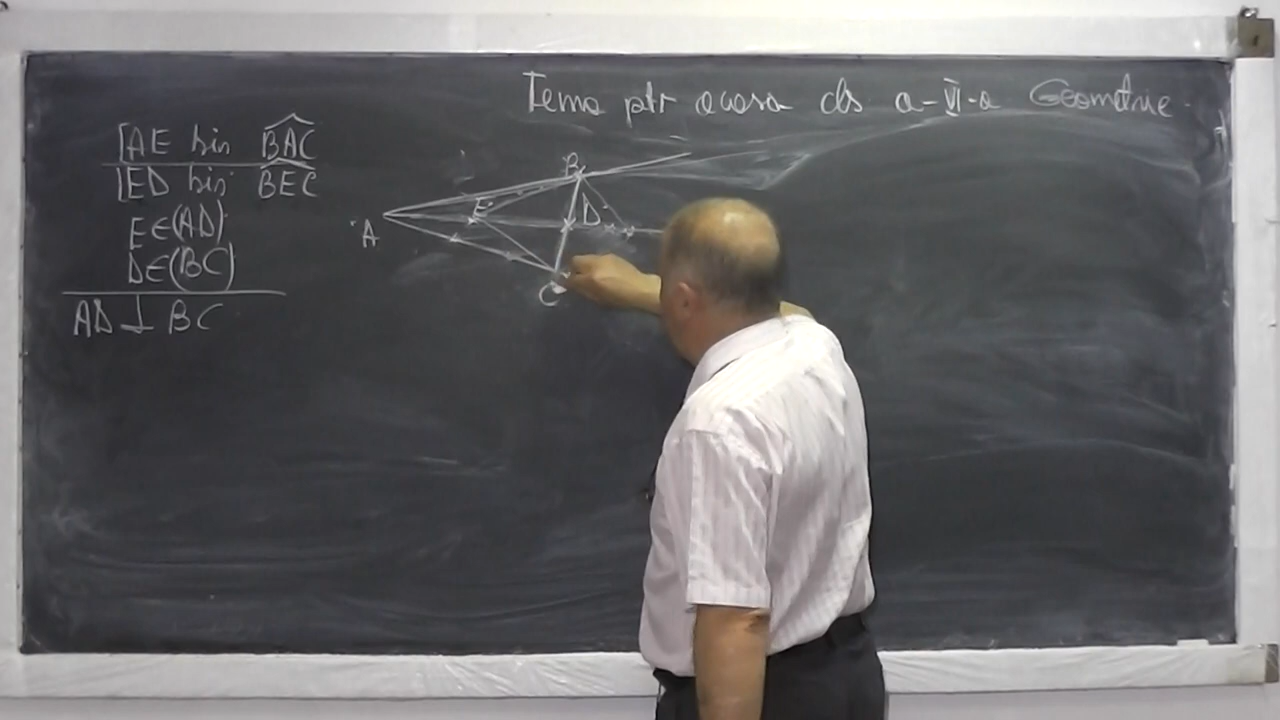 Tema ptr acasa cls a-VI-a Geometrie
[AE bis BAC
[ED bis BEC
E∈(AD)
D∈(BC)
AD ⊥ BC
B
E
D
A
C